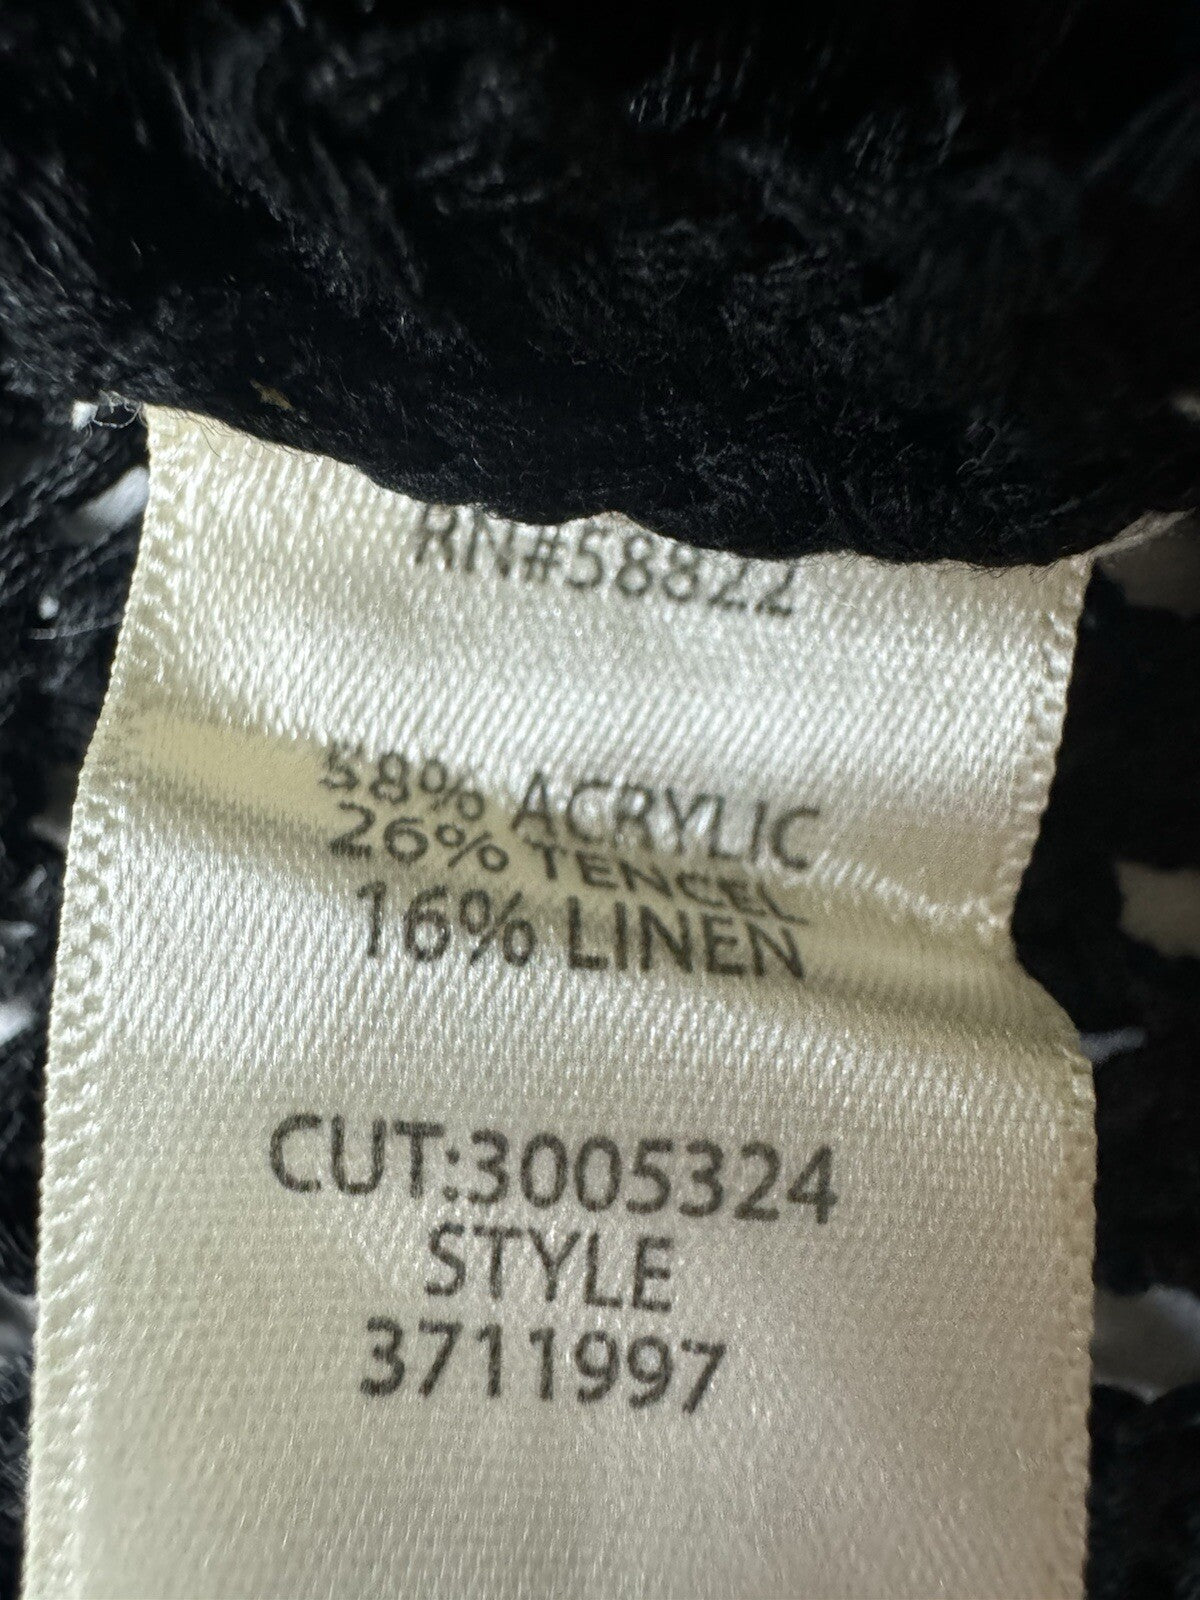 RN#58822
58% ACRYLIC
26% TENCEL
16% LINEN
CUT:3005324
STYLE
3711997